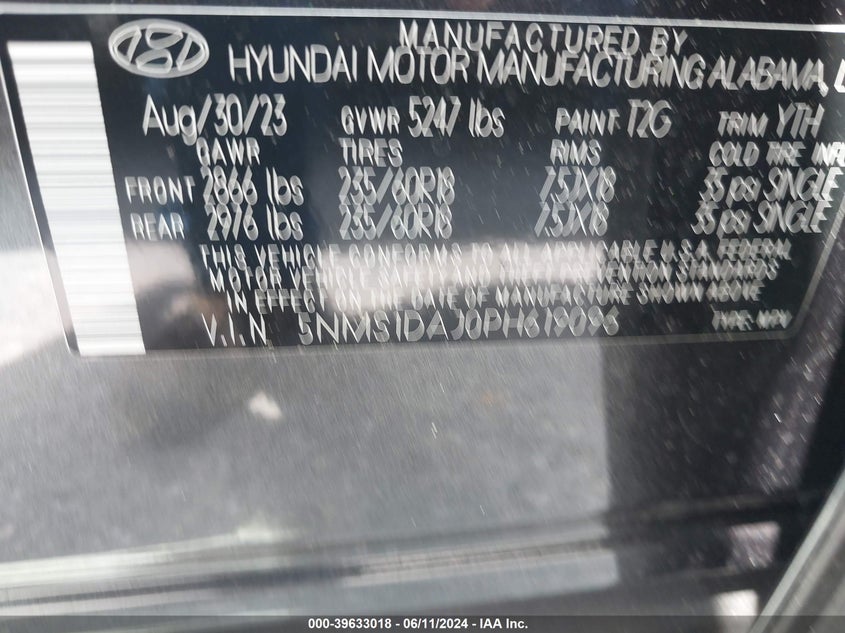 MANUFACTURED BY
HYUNDAI MOTOR MANUFACTURING ALABAMA,
Aug/30/23 GVWR 5247 lbs PAINT T2G TRIM YTH
GAWR TIRES RIMS COLD TIRE INF
FRONT 2866 lbs 235/60R18 7.5JX18 35 psi SINGLE
REAR 2976 lbs 235/60R18 7.5JX18 35 psi SINGLE
THIS VEHICLE CONFORMS TO ALL APPLICABLE U.S.A. FEDERAL
MOTOR VEHICLE SAFETY AND THEFT PREVENTION STANDARDS
IN EFFECT ON THE DATE OF MANUFACTURE SHOWN ABOVE
V.I.N 5NMS1DAJ0PH619096 TYPE: MPV
000-39633018 - 06/11/2024 - IAA Inc.